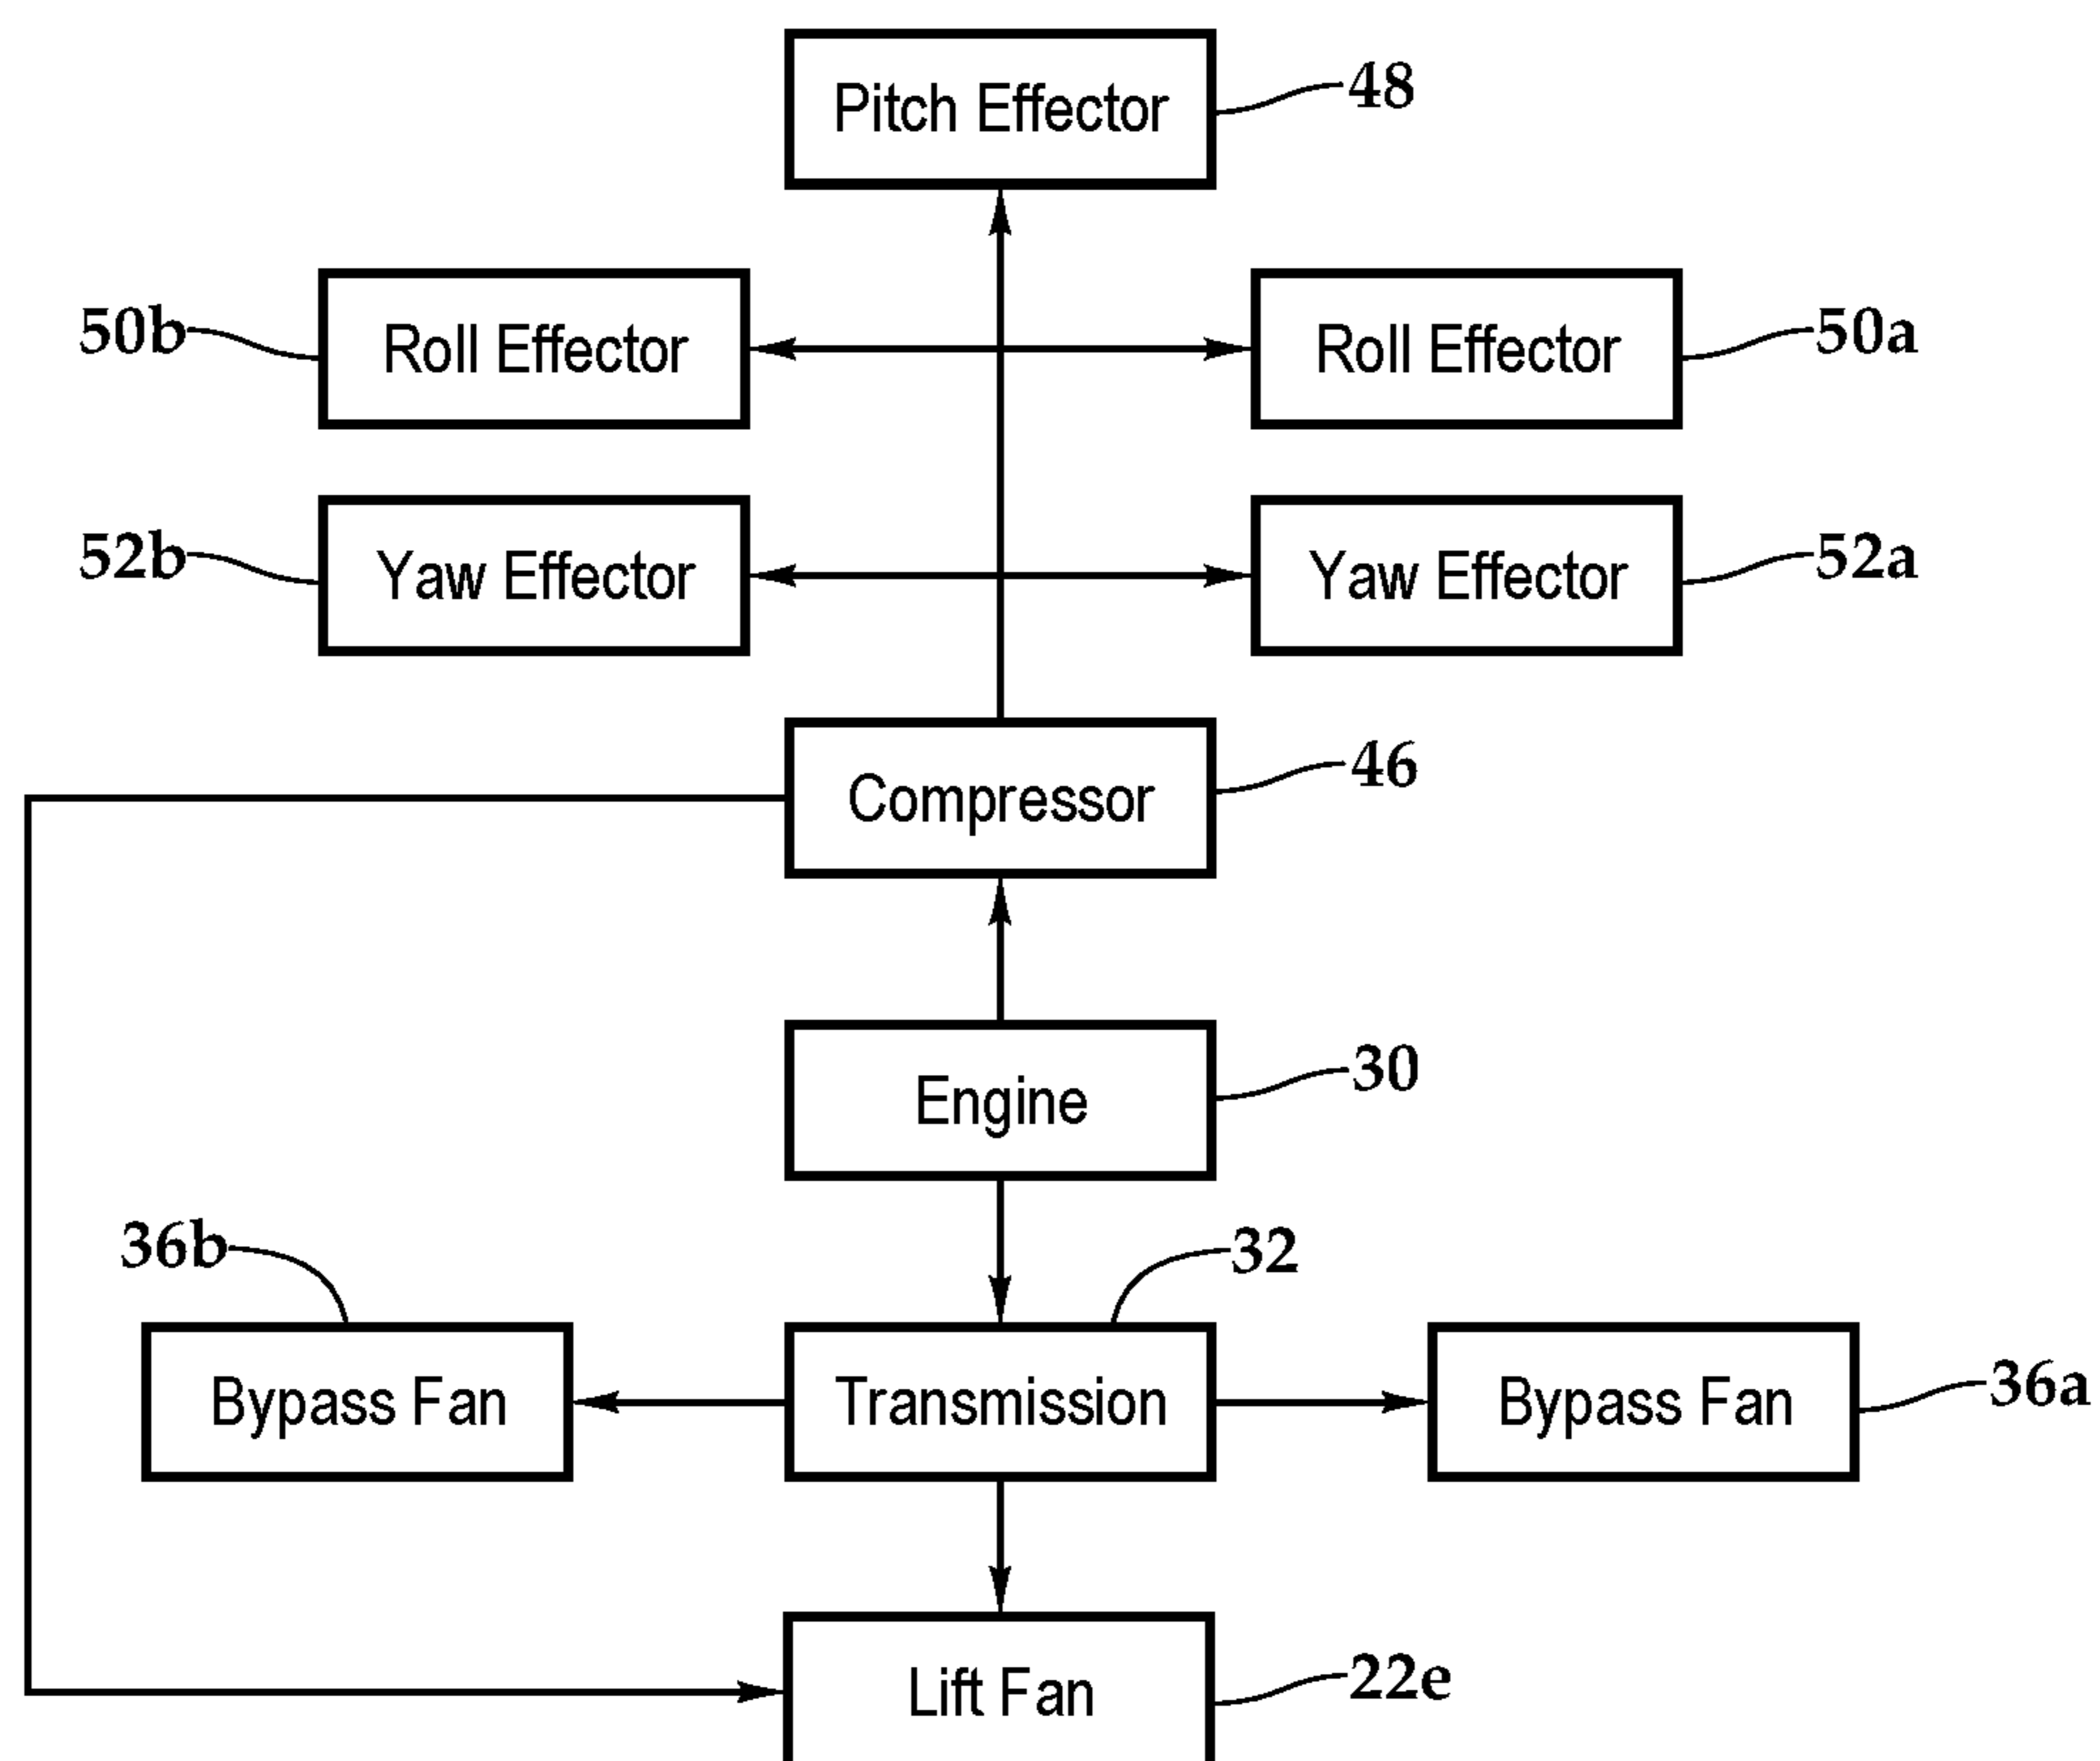 Pitch Effector
48
50b
Roll Effector
Roll Effector
50a
52b
Yaw Effector
Yaw Effector
52a
Compressor
46
Engine
30
36b
32
Bypass Fan
Transmission
Bypass Fan
36a
Lift Fan
22e